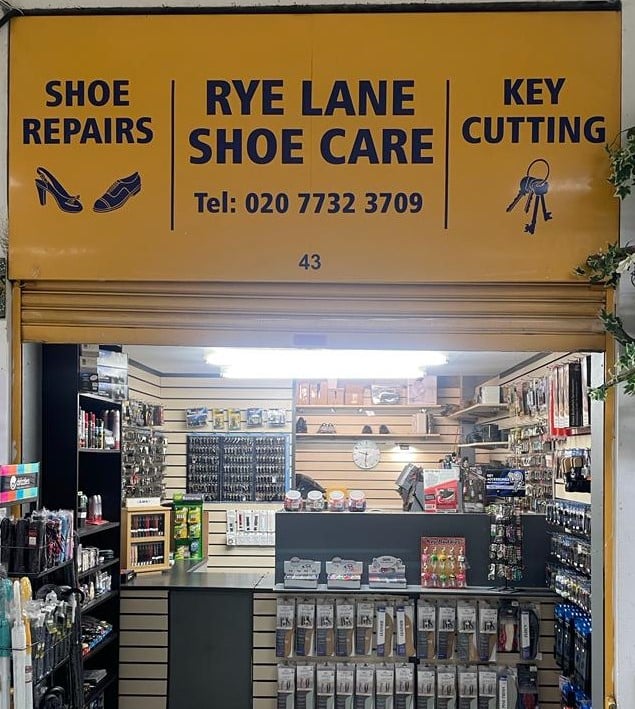 SHOE
REPAIRS
RYE LANE
SHOE CARE
Tel: 020 7732 3709
43
KEY
CUTTING